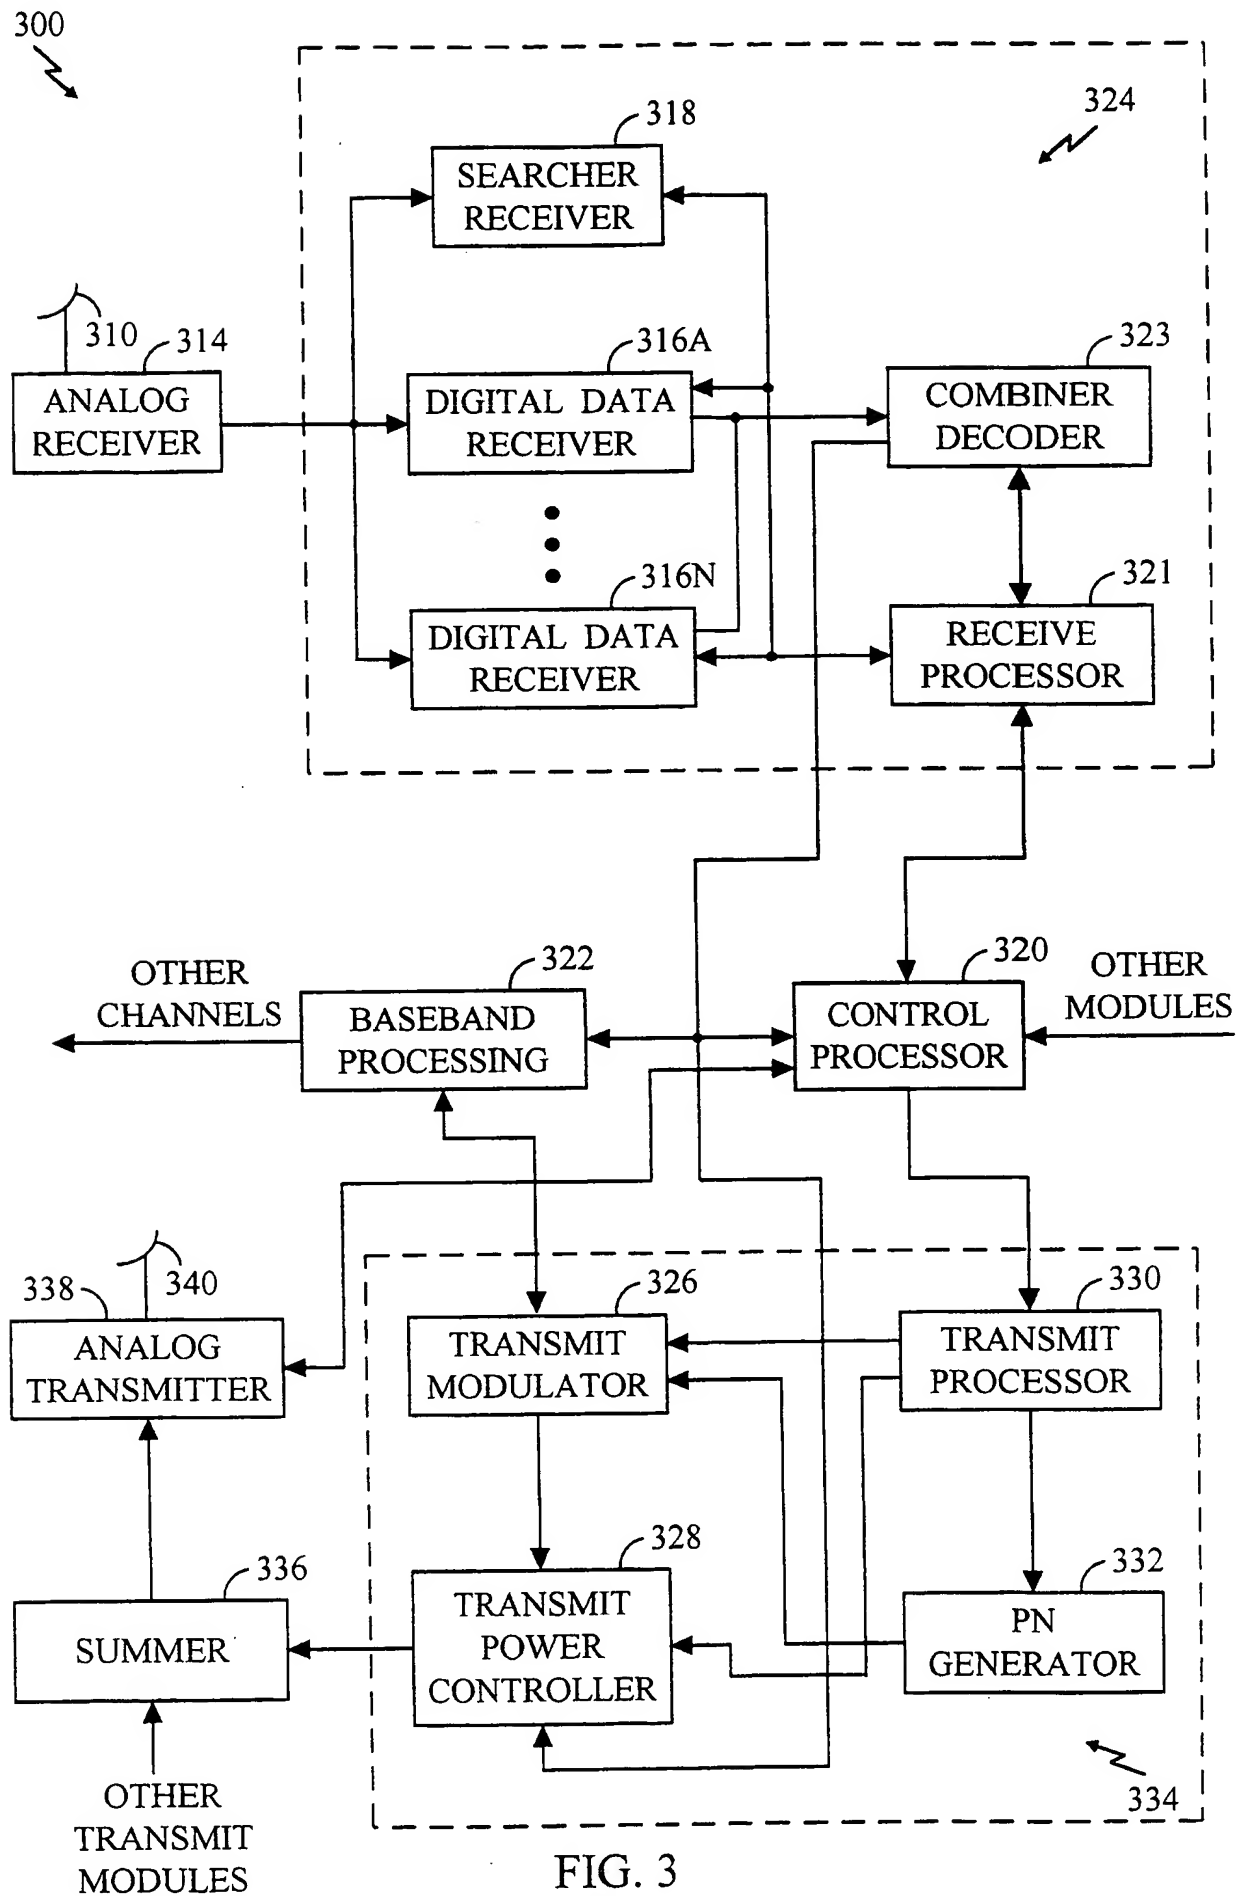 300
324
318
SEARCHER
RECEIVER
310
314
ANALOG
RECEIVER
316A
DIGITAL DATA
RECEIVER
323
COMBINER
DECODER
316N
DIGITAL DATA
RECEIVER
321
RECEIVE
PROCESSOR
OTHER
CHANNELS
322
BASEBAND
PROCESSING
320
CONTROL
PROCESSOR
OTHER
MODULES
338
340
ANALOG
TRANSMITTER
326
TRANSMIT
MODULATOR
330
TRANSMIT
PROCESSOR
336
SUMMER
328
TRANSMIT
POWER
CONTROLLER
332
PN
GENERATOR
334
OTHER
TRANSMIT
MODULES
FIG. 3